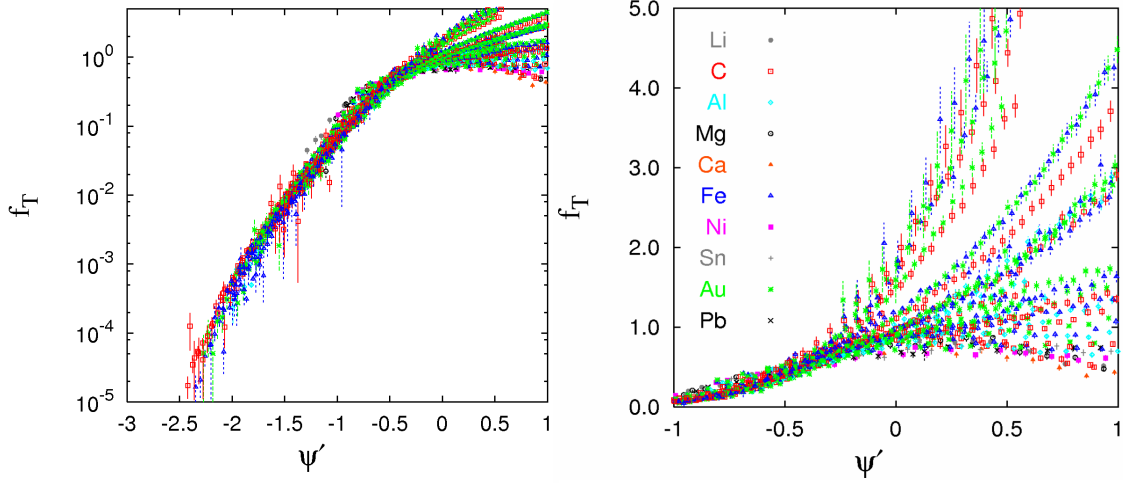 f_T
10^0
10^-1
10^-2
10^-3
10^-4
10^-5
-3 -2.5 -2 -1.5 -1 -0.5 0 0.5 1
ψ′
f_T
5.0
4.0
3.0
2.0
1.0
0.0
-1 -0.5 0 0.5 1
ψ′
Li
C
Al
Mg
Ca
Fe
Ni
Sn
Au
Pb